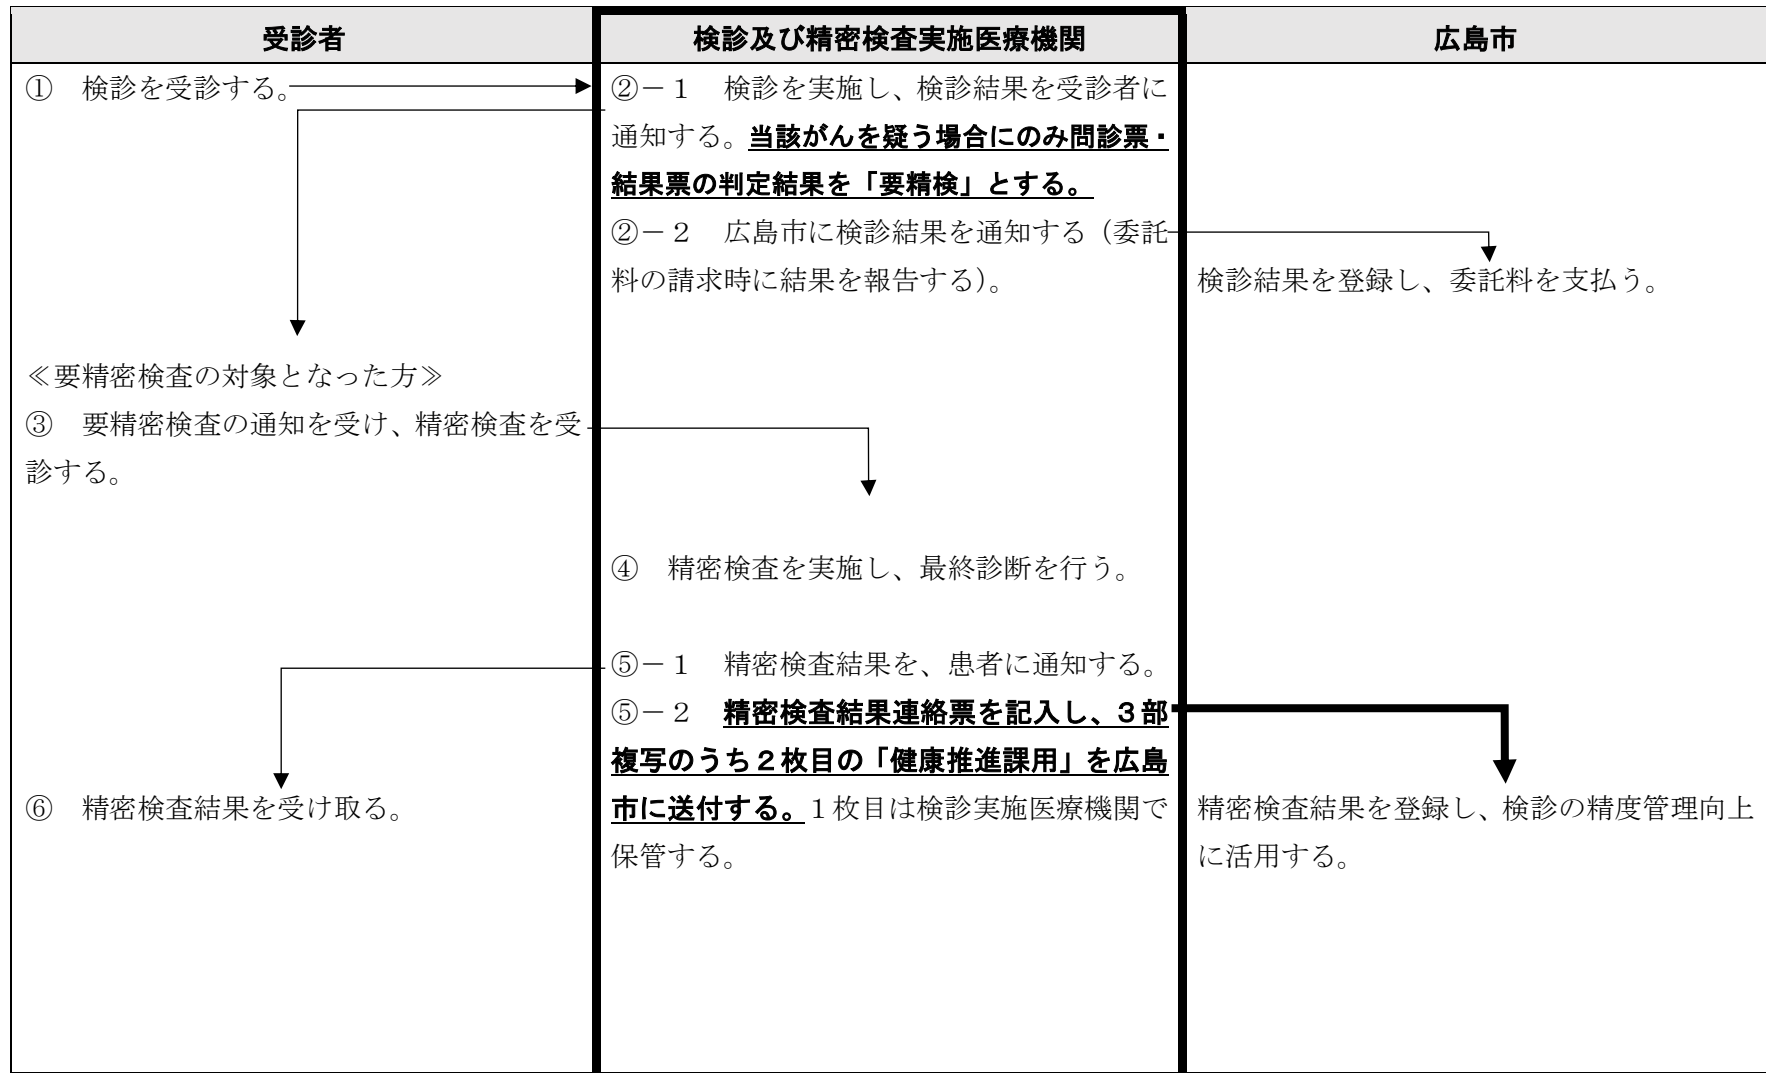 受診者
検診及び精密検査実施医療機関
広島市
①　検診を受診する。
②－１　検診を実施し、検診結果を受診者に
通知する。当該がんを疑う場合にのみ問診票・
結果票の判定結果を「要精検」とする。
②－２　広島市に検診結果を通知する（委託
料の請求時に結果を報告する）。
検診結果を登録し、委託料を支払う。
≪要精密検査の対象となった方≫
③　要精密検査の通知を受け、精密検査を受
診する。
④　精密検査を実施し、最終診断を行う。
⑤－１　精密検査結果を、患者に通知する。
⑤－２　精密検査結果連絡票を記入し、３部
複写のうち２枚目の「健康推進課用」を広島
市に送付する。１枚目は検診実施医療機関で
保管する。
⑥　精密検査結果を受け取る。
精密検査結果を登録し、検診の精度管理向上
に活用する。